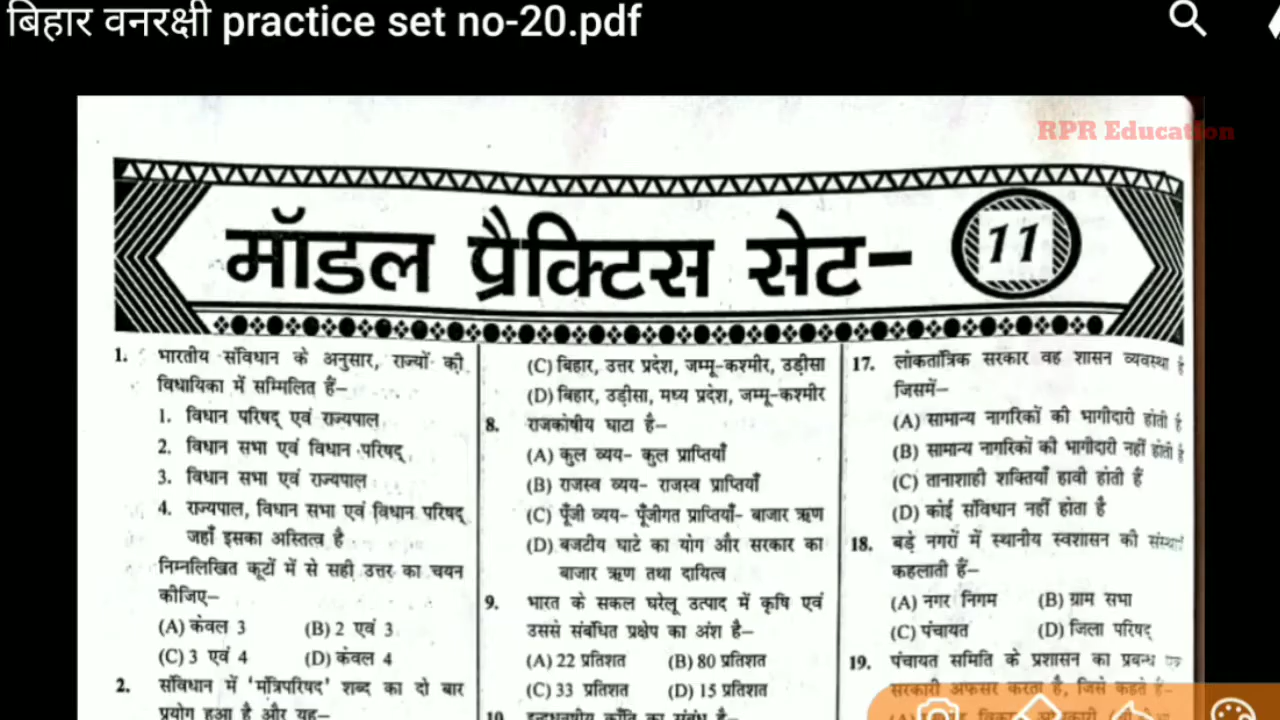 बिहार वनरक्षी practice set no-20.pdf
RPR Education
मॉडल प्रैक्टिस सेट- 11
1. भारतीय संविधान के अनुसार, राज्यों की
विधायिका में सम्मिलित हैं-
1. विधान परिषद् एवं राज्यपाल
2. विधान सभा एवं विधान परिषद्
3. विधान सभा एवं राज्यपाल
4. राज्यपाल, विधान सभा एवं विधान परिषद्
जहाँ इसका अस्तित्व है
निम्नलिखित कूटों में से सही उत्तर का चयन
कीजिए-
(A) केवल 3 (B) 2 एवं 3
(C) 3 एवं 4 (D) केवल 4
2. संविधान में 'मंत्रिपरिषद' शब्द का दो बार
प्रयोग हुआ है और यह-
(C) बिहार, उत्तर प्रदेश, जम्मू-कश्मीर, उड़ीसा
(D) बिहार, उड़ीसा, मध्य प्रदेश, जम्मू-कश्मीर
8. राजकोषीय घाटा है-
(A) कुल व्यय- कुल प्राप्तियाँ
(B) राजस्व व्यय- राजस्व प्राप्तियाँ
(C) पूँजी व्यय- पूँजीगत प्राप्तियाँ- बाजार ऋण
(D) बजटीय घाटे का योग और सरकार का
बाजार ऋण तथा दायित्व
9. भारत के सकल घरेलू उत्पाद में कृषि एवं
उससे संबंधित प्रक्षेप का अंश है-
(A) 22 प्रतिशत (B) 80 प्रतिशत
(C) 33 प्रतिशत (D) 15 प्रतिशत
10. इन्द्रधनुषीय क्राँति का संबंध है-
17. लोकतांत्रिक सरकार वह शासन व्यवस्था है
जिसमें-
(A) सामान्य नागरिकों की भागीदारी होती है
(B) सामान्य नागरिकों की भागीदारी नहीं होती है
(C) तानाशाही शक्तियाँ हावी होती हैं
(D) कोई संविधान नहीं होता है
18. बड़े नगरों में स्थानीय स्वशासन की संस्थाएं
कहलाती हैं-
(A) नगर निगम (B) ग्राम सभा
(C) पंचायत (D) जिला परिषद्
19. पंचायत समिति के प्रशासन का प्रबन्ध एक
सरकारी अफसर करता है, जिसे कहते हैं-